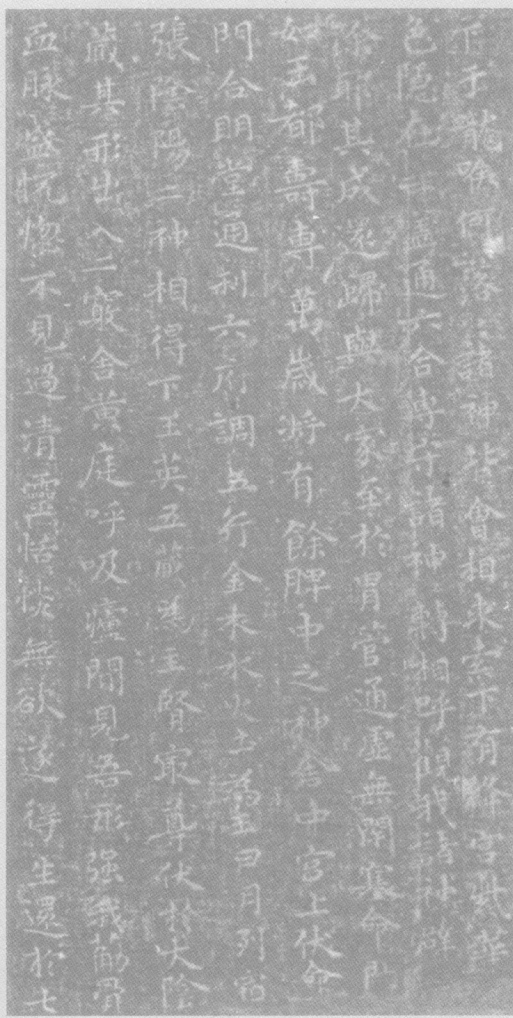 下于龍喉何落〻諸神皆會相求索下有絳宮紫華
色隱在華蓋通六合專守諸神轉相呼觀我諸神辟
除耶其成還歸與大家至於胃管通虛無閉塞命門
如玉都壽專萬歲將有餘脾中之神舍中宮上伏命
門合明堂通利六府調五行金木水火土為王日月列宿
張陰陽二神相得下玉英五藏為主腎最尊伏於大陰
藏其形出入二竅舍黃庭呼吸廬間見吾形強我筋骨
血脉盛恍惚不見過清靈恬惔無欲遂得生還於七